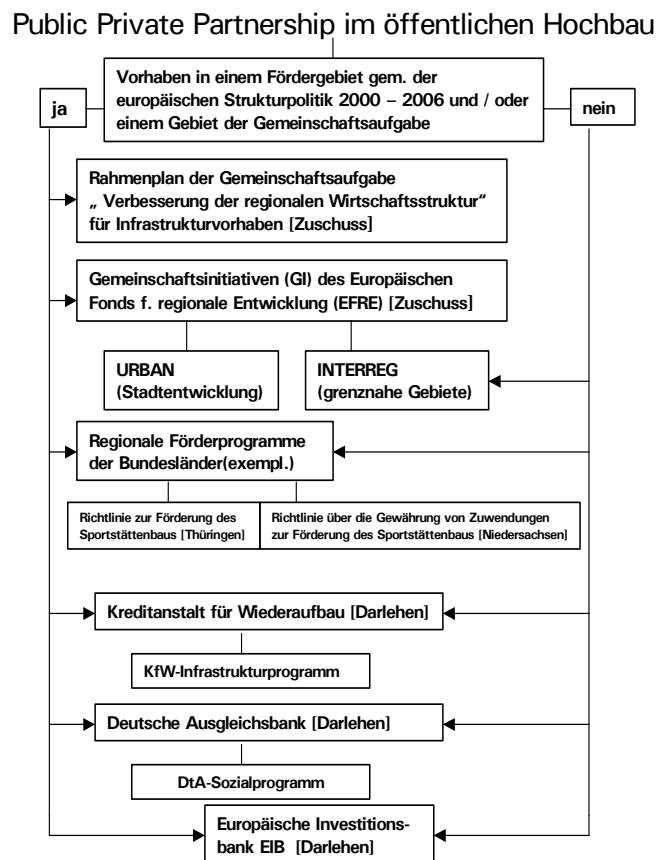 Public Private Partnership im öffentlichen Hochbau
Vorhaben in einem Fördergebiet gem. der
europäischen Strukturpolitik 2000 – 2006 und / oder
einem Gebiet der Gemeinschaftsaufgabe
ja
nein
Rahmenplan der Gemeinschaftsaufgabe
„ Verbesserung der regionalen Wirtschaftsstruktur“
für Infrastrukturvorhaben [Zuschuss]
Gemeinschaftsinitiativen (GI) des Europäischen
Fonds f. regionale Entwicklung (EFRE) [Zuschuss]
URBAN
(Stadtentwicklung)
INTERREG
(grenznahe Gebiete)
Regionale Förderprogramme
der Bundesländer(exempl.)
Richtlinie zur Förderung des
Sportstättenbaus [Thüringen]
Richtlinie über die Gewährung von Zuwendungen
zur Förderung des Sportstättenbaus [Niedersachsen]
Kreditanstalt für Wiederaufbau [Darlehen]
KfW-Infrastrukturprogramm
Deutsche Ausgleichsbank [Darlehen]
DtA-Sozialprogramm
Europäische Investitions-
bank EIB [Darlehen]